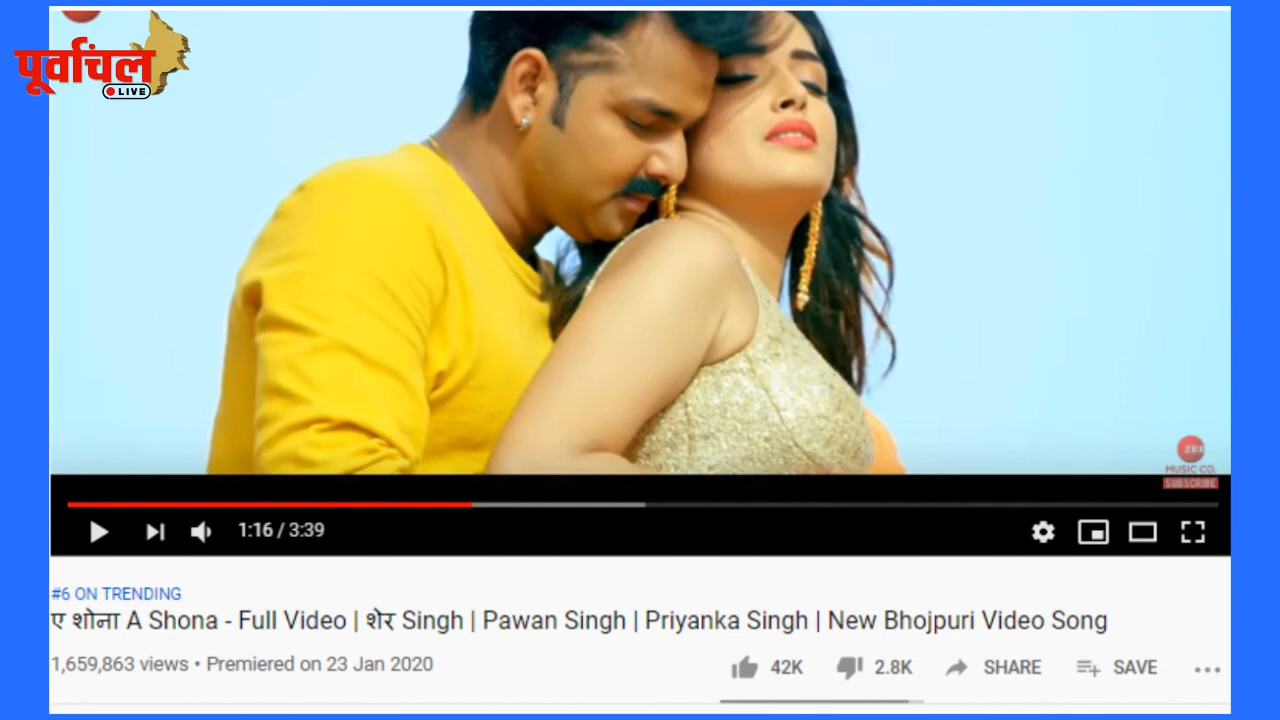 पूर्वांचल
LIVE
ZEE
MUSIC CO.
SUBSCRIBE
1:16 / 3:39
#6 ON TRENDING
ए शोना A Shona - Full Video | शेर Singh | Pawan Singh | Priyanka Singh | New Bhojpuri Video Song
1,659,863 views • Premiered on 23 Jan 2020
42K 2.8K SHARE SAVE